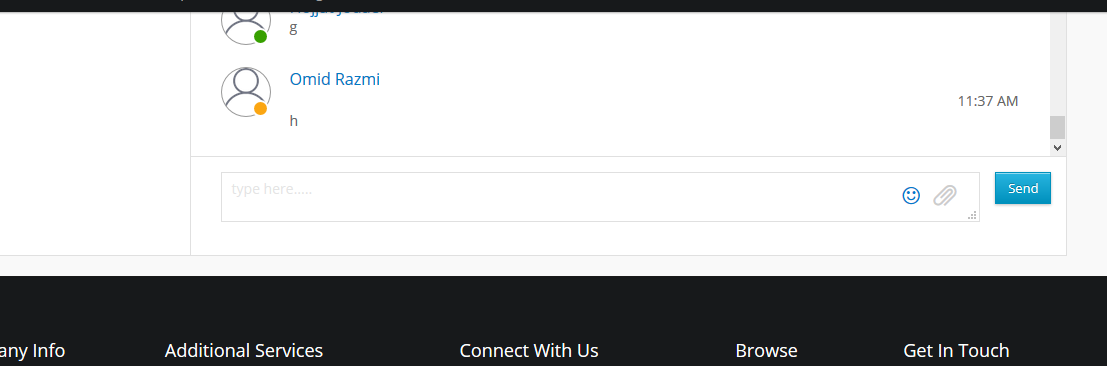 g
Omid Razmi
11:37 AM
h
type here.....
Send
any Info
Additional Services
Connect With Us
Browse
Get In Touch